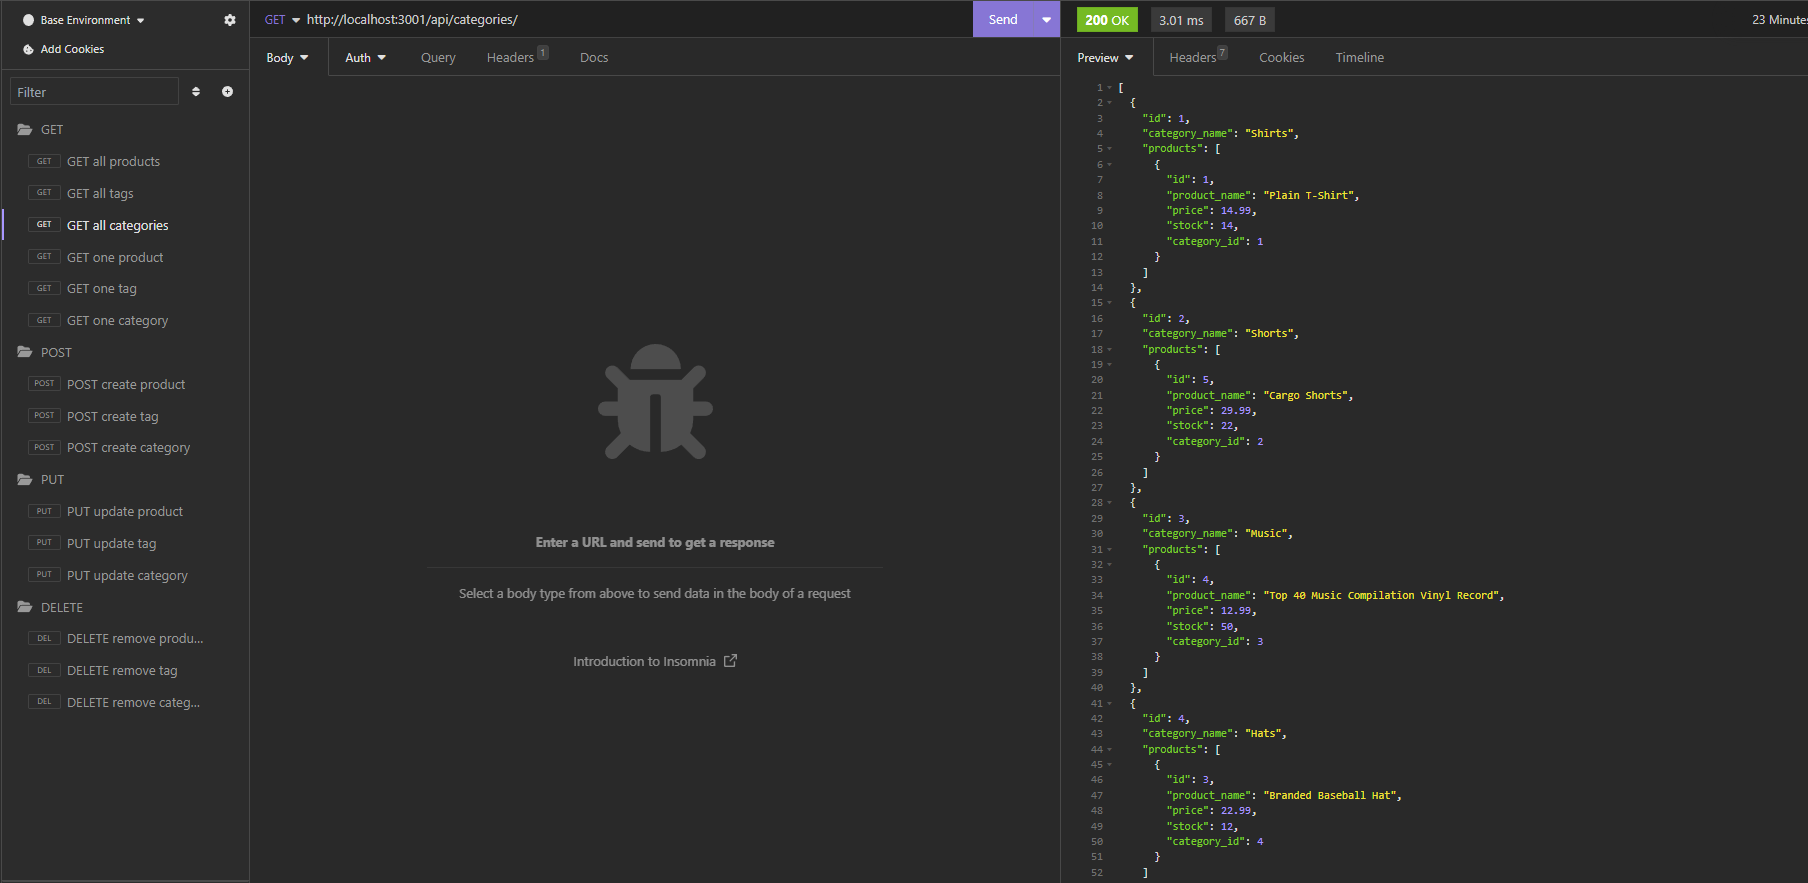 Base Environment
Add Cookies
Filter
GET
GET GET all products
GET GET all tags
GET GET all categories
GET GET one product
GET GET one tag
GET GET one category
POST
POST POST create product
POST POST create tag
POST POST create category
PUT
PUT PUT update product
PUT PUT update tag
PUT PUT update category
DELETE
DEL DELETE remove produ...
DEL DELETE remove tag
DEL DELETE remove categ...
GET http://localhost:3001/api/categories/ Send
Body Auth Query Headers 1 Docs
Enter a URL and send to get a response
Select a body type from above to send data in the body of a request
Introduction to Insomnia
200 OK 3.01 ms 667 B 23 Minutes
Preview Headers 7 Cookies Timeline
1 [
2 {
3 "id": 1,
4 "category_name": "Shirts",
5 "products": [
6 {
7 "id": 1,
8 "product_name": "Plain T-Shirt",
9 "price": 14.99,
10 "stock": 14,
11 "category_id": 1
12 }
13 ]
14 },
15 {
16 "id": 2,
17 "category_name": "Shorts",
18 "products": [
19 {
20 "id": 5,
21 "product_name": "Cargo Shorts",
22 "price": 29.99,
23 "stock": 22,
24 "category_id": 2
25 }
26 ]
27 },
28 {
29 "id": 3,
30 "category_name": "Music",
31 "products": [
32 {
33 "id": 4,
34 "product_name": "Top 40 Music Compilation Vinyl Record",
35 "price": 12.99,
36 "stock": 50,
37 "category_id": 3
38 }
39 ]
40 },
41 {
42 "id": 4,
43 "category_name": "Hats",
44 "products": [
45 {
46 "id": 3,
47 "product_name": "Branded Baseball Hat",
48 "price": 22.99,
49 "stock": 12,
50 "category_id": 4
51 }
52 ]